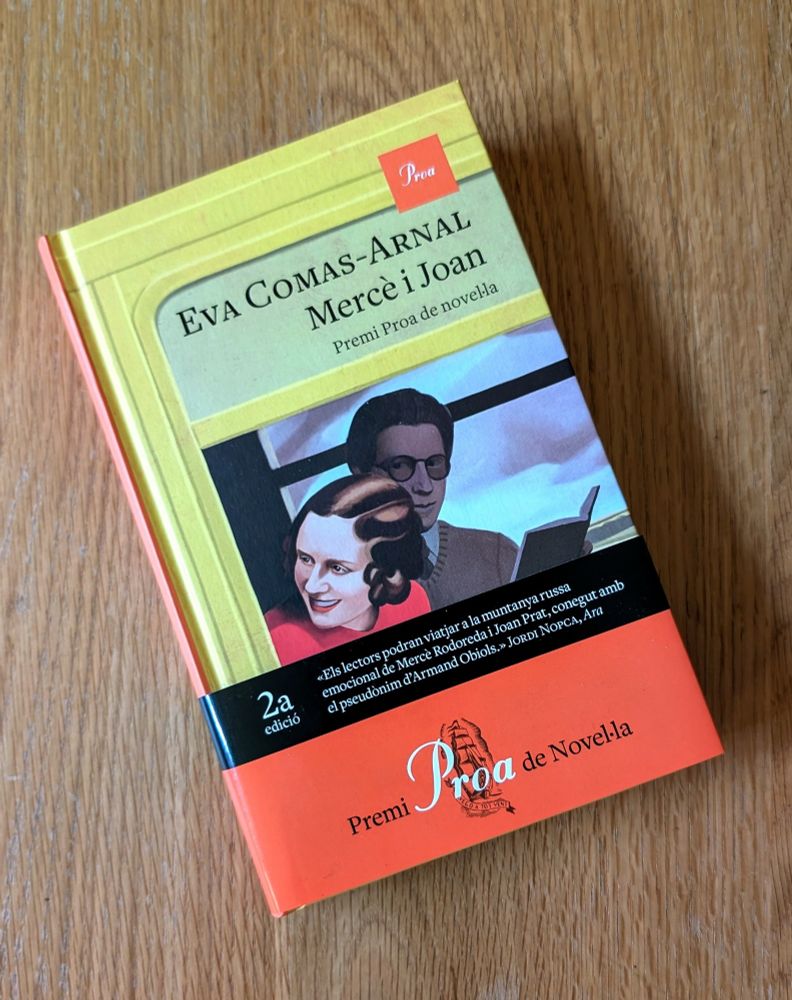 Proa
Eva Comas-Arnal
Mercè i Joan
Premi Proa de novel·la
2a
edició
«Els lectors podran viatjar a la muntanya russa
emocional de Mercè Rodoreda i Joan Prat, conegut amb
el pseudònim d'Armand Obiols.» Jordi Nopca, Ara
Premi Proa de Novel·la